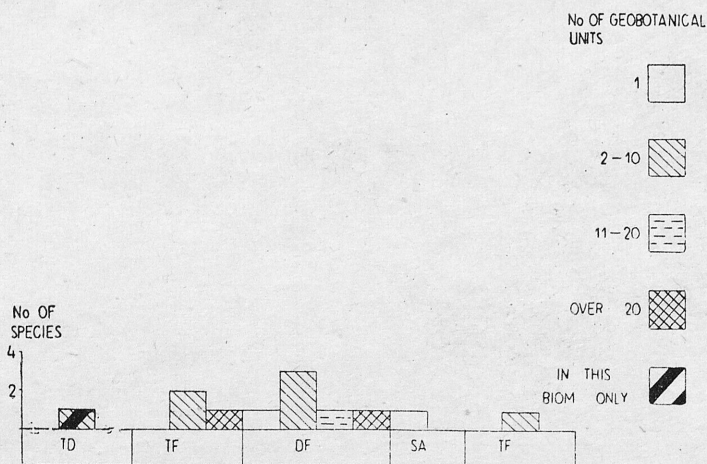 No OF GEOBOTANICAL
UNITS
1
2-10
11-20
OVER 20
IN THIS
BIOM ONLY
No OF
SPECIES
4
2
TD TF DF SA TF